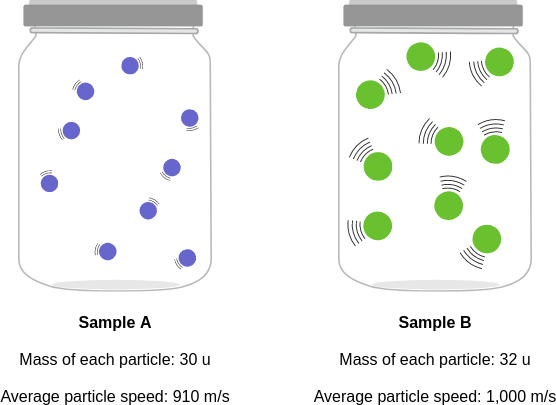 Sample A
Mass of each particle: 30 u
Average particle speed: 910 m/s
Sample B
Mass of each particle: 32 u
Average particle speed: 1,000 m/s